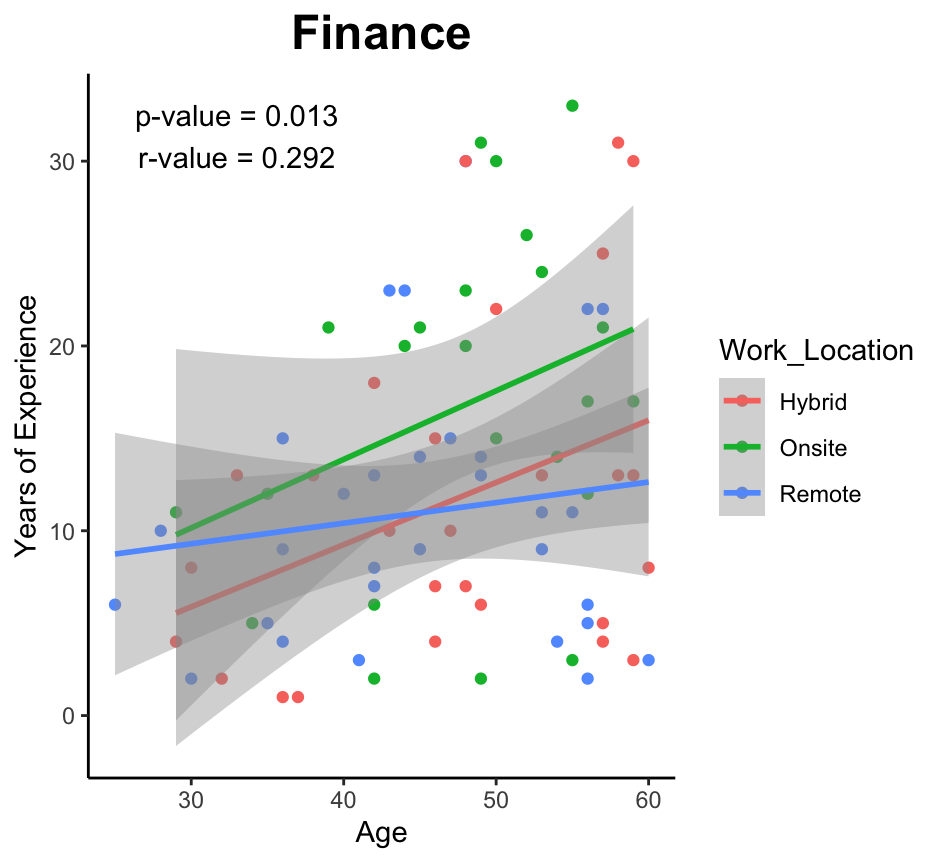 Finance
p-value = 0.013
r-value = 0.292
30
20
10
0
Years of Experience
30 40 50 60
Age
Work_Location
Hybrid
Onsite
Remote